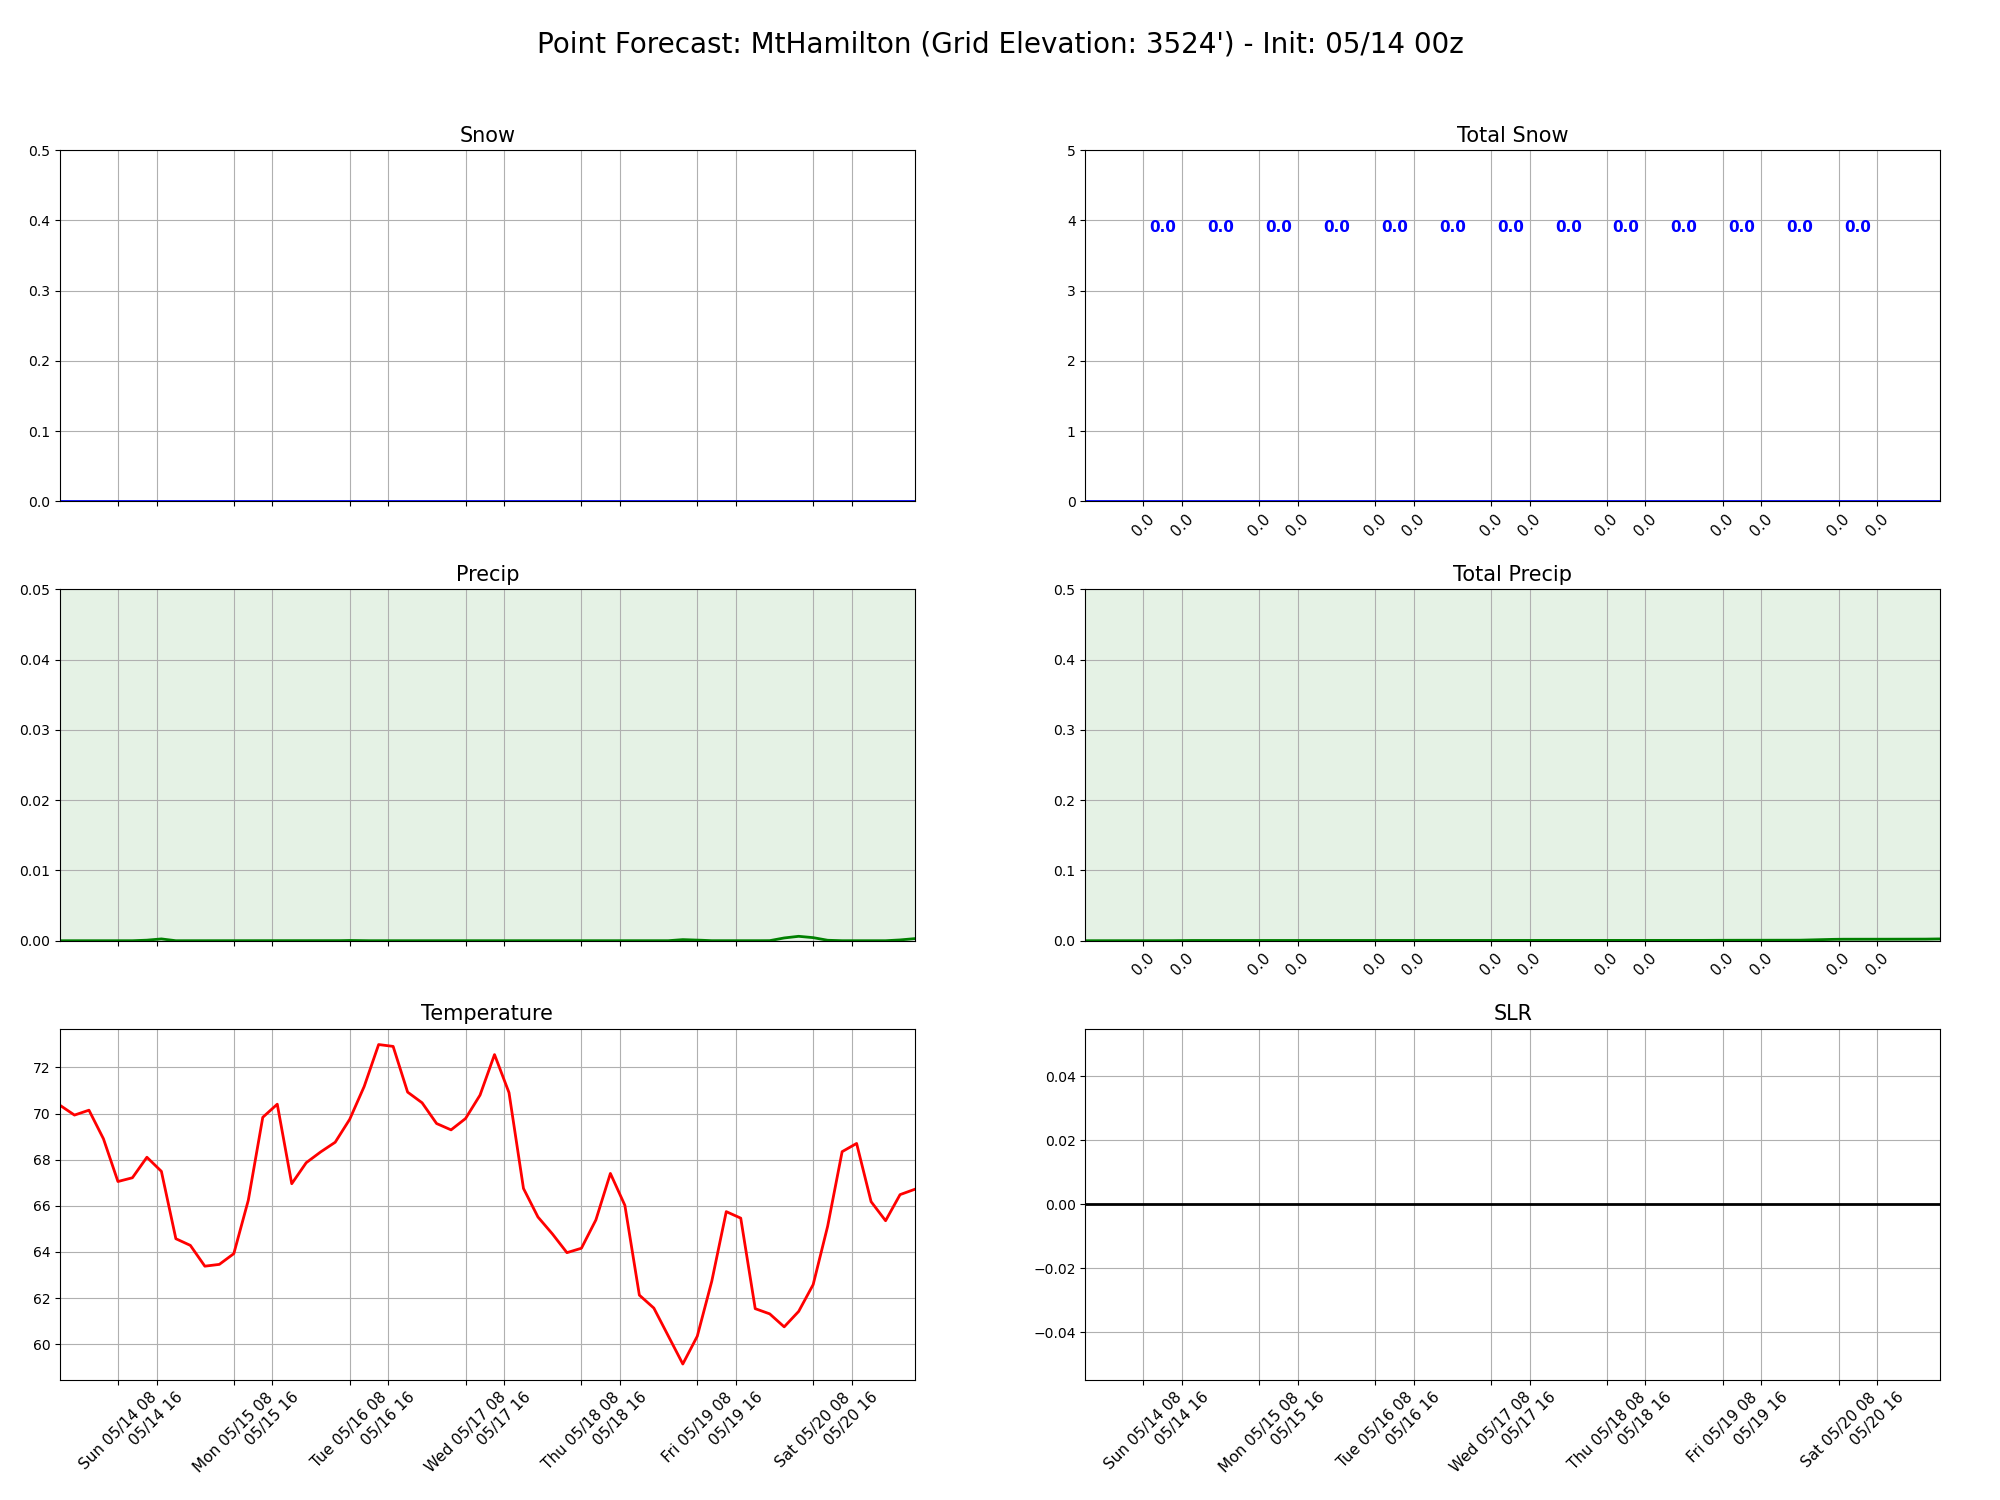 Point Forecast: MtHamilton (Grid Elevation: 3524') - Init: 05/14 00z
Snow
0.5
0.4
0.3
0.2
0.1
0.0
Total Snow
5
4
3
2
1
0
0.0 0.0 0.0 0.0 0.0 0.0 0.0 0.0 0.0 0.0 0.0 0.0 0.0
0.0 0.0 0.0 0.0 0.0 0.0 0.0 0.0 0.0 0.0 0.0 0.0 0.0 0.0
Precip
0.05
0.04
0.03
0.02
0.01
0.00
Total Precip
0.5
0.4
0.3
0.2
0.1
0.0
0.0 0.0 0.0 0.0 0.0 0.0 0.0 0.0 0.0 0.0 0.0 0.0 0.0 0.0
Temperature
72
70
68
66
64
62
60
Sun 05/14 08
05/14 16
Mon 05/15 08
05/15 16
Tue 05/16 08
05/16 16
Wed 05/17 08
05/17 16
Thu 05/18 08
05/18 16
Fri 05/19 08
05/19 16
Sat 05/20 08
05/20 16
SLR
0.04
0.02
0.00
−0.02
−0.04
Sun 05/14 08
05/14 16
Mon 05/15 08
05/15 16
Tue 05/16 08
05/16 16
Wed 05/17 08
05/17 16
Thu 05/18 08
05/18 16
Fri 05/19 08
05/19 16
Sat 05/20 08
05/20 16